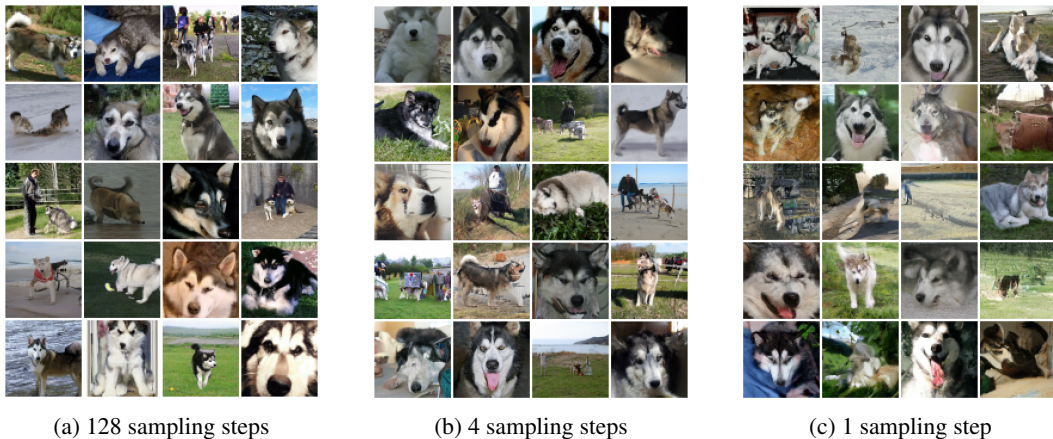 (a) 128 sampling steps
(b) 4 sampling steps
(c) 1 sampling step